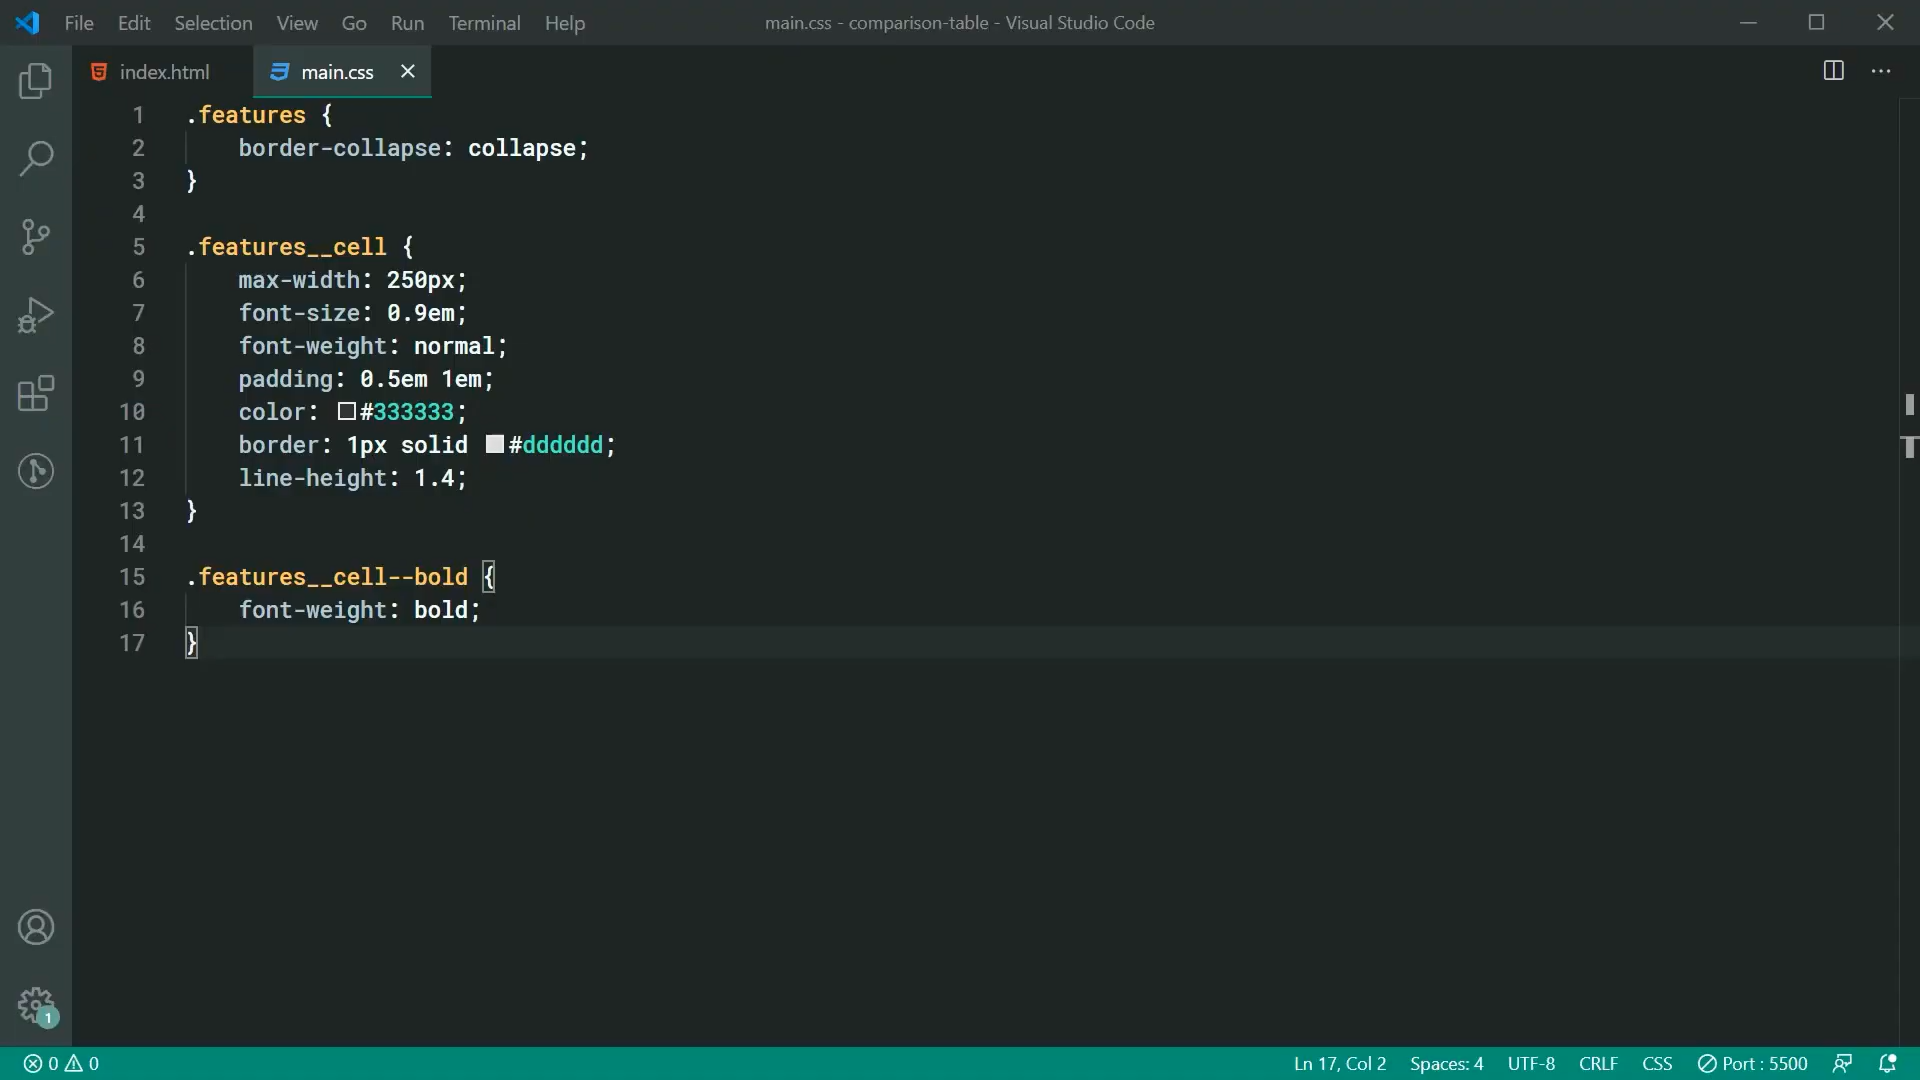 File Edit Selection View Go Run Terminal Help main.css - comparison-table - Visual Studio Code
index.html main.css
1 .features {
2 border-collapse: collapse;
3 }
4
5 .features__cell {
6 max-width: 250px;
7 font-size: 0.9em;
8 font-weight: normal;
9 padding: 0.5em 1em;
10 color: #333333;
11 border: 1px solid #dddddd;
12 line-height: 1.4;
13 }
14
15 .features__cell--bold {
16 font-weight: bold;
17 }
1
0 0 Ln 17, Col 2 Spaces: 4 UTF-8 CRLF CSS Port : 5500